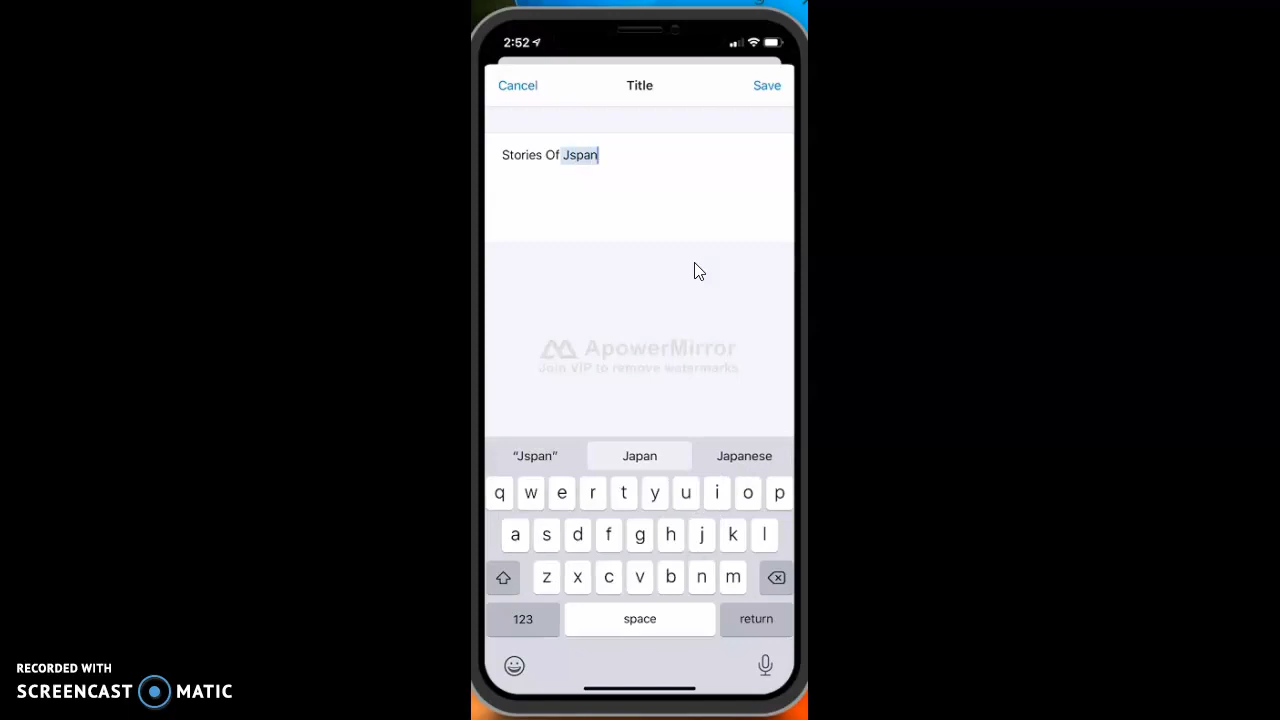 2:52
Cancel Title Save
Stories Of Jspan
ApowerMirror
Join VIP to remove watermarks
“Jspan” Japan Japanese
q w e r t y u i o p
a s d f g h j k l
z x c v b n m
123 space return
RECORDED WITH
SCREENCAST MATIC